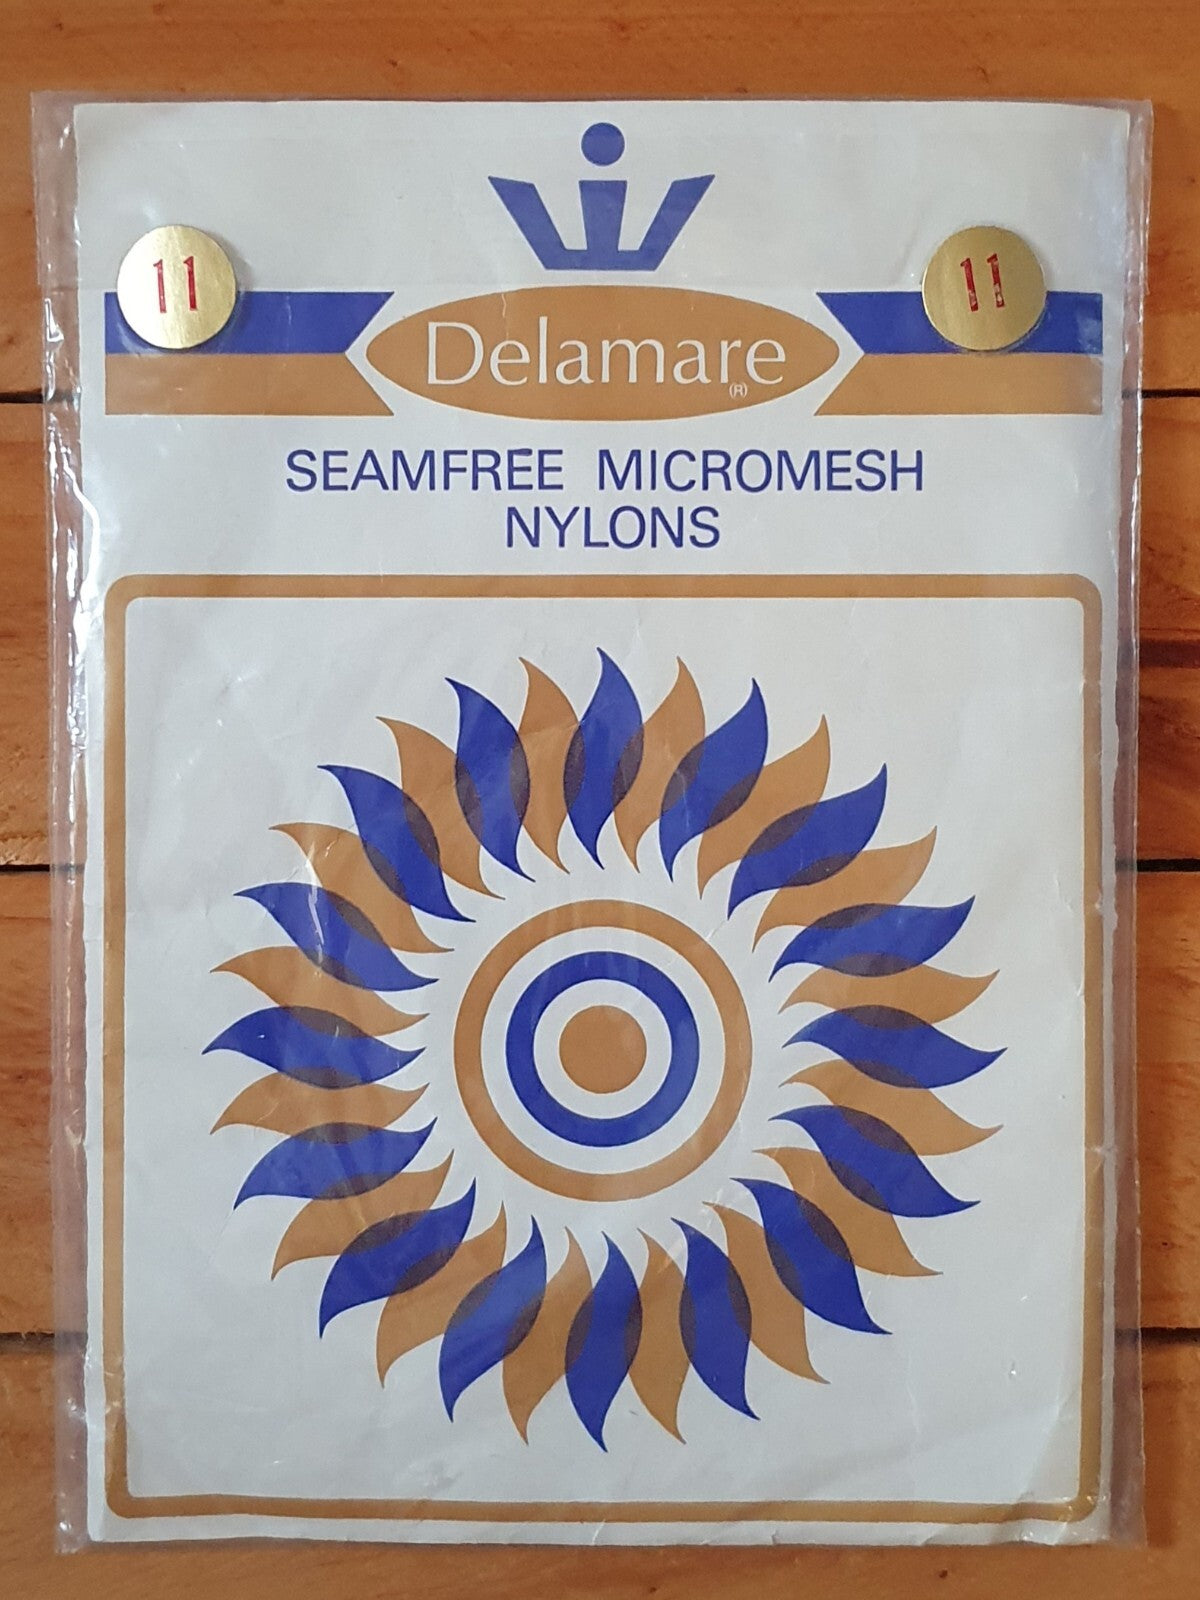 11 11
Delamare
(R)
SEAMFREE MICROMESH
NYLONS